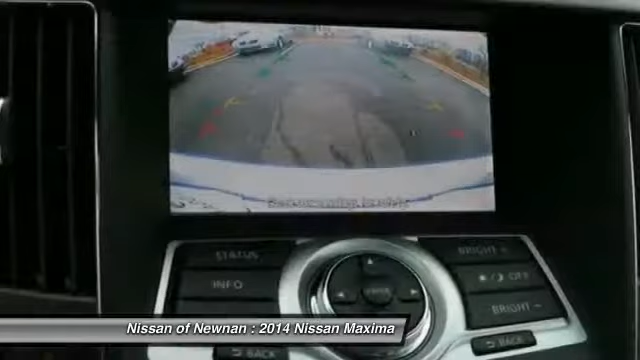 STATUS
BRIGHT +
INFO
OFF
BRIGHT −
ENTER
Nissan of Newnan : 2014 Nissan Maxima
BACK
BACK